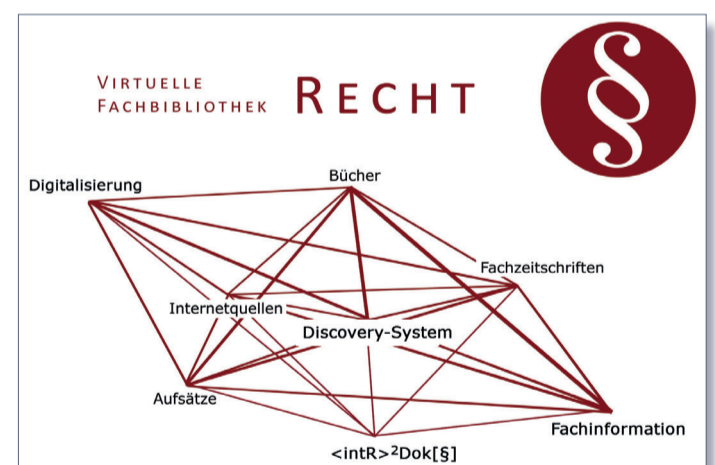 VIRTUELLE
FACHBIBLIOTHEK RECHT
§
Bücher
Digitalisierung
Fachzeitschriften
Internetquellen
Discovery-System
Aufsätze
Fachinformation
<intR>²Dok[§]